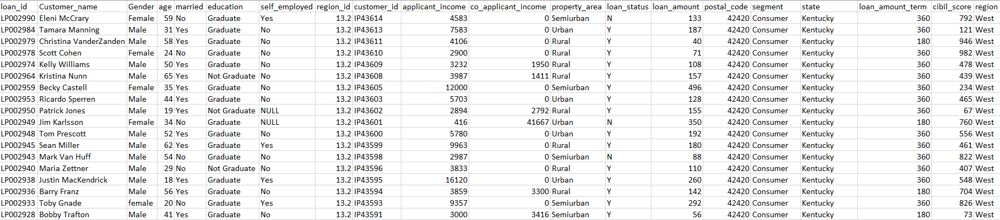 loan_id Customer_name Gender age married education self_employed region_id customer_id applicant_income co_applicant_income property_area loan_status loan_amount postal_code segment state loan_amount_term cibil_score region
LP002990 Eleni McCrary Female 59 No Graduate Yes 13.2 IP43614 4583 0 Semiurban N 133 42420 Consumer Kentucky 360 792 West
LP002984 Tamara Manning Male 31 Yes Graduate No 13.2 IP43613 7583 0 Urban Y 187 42420 Consumer Kentucky 360 121 West
LP002979 Christina VanderZanden Male 58 Yes Graduate No 13.2 IP43611 4106 0 Rural Y 40 42420 Consumer Kentucky 180 946 West
LP002978 Scott Cohen Female 24 No Graduate No 13.2 IP43610 2900 0 Rural Y 71 42420 Consumer Kentucky 360 982 West
LP002974 Kelly Williams Male 50 Yes Graduate No 13.2 IP43609 3232 1950 Rural Y 108 42420 Consumer Kentucky 360 478 West
LP002964 Kristina Nunn Male 65 Yes Not Graduate No 13.2 IP43608 3987 1411 Rural Y 157 42420 Consumer Kentucky 360 439 West
LP002959 Becky Castell Female 35 Yes Graduate No 13.2 IP43605 12000 0 Semiurban Y 496 42420 Consumer Kentucky 360 234 West
LP002953 Ricardo Sperren Male 44 Yes Graduate No 13.2 IP43603 5703 0 Urban Y 128 42420 Consumer Kentucky 360 465 West
LP002950 Patrick Jones Male 19 Yes Not Graduate NULL 13.2 IP43602 2894 2792 Rural Y 155 42420 Consumer Kentucky 360 67 West
LP002949 Jim Karlsson Female 34 No Graduate NULL 13.2 IP43601 416 41667 Urban N 350 42420 Consumer Kentucky 180 760 West
LP002948 Tom Prescott Male 52 Yes Graduate No 13.2 IP43600 5780 0 Urban Y 192 42420 Consumer Kentucky 360 556 West
LP002945 Sean Miller Male 62 Yes Graduate Yes 13.2 IP43599 9963 0 Rural Y 180 42420 Consumer Kentucky 360 461 West
LP002943 Mark Van Huff Male 54 No Graduate No 13.2 IP43598 2987 0 Semiurban N 88 42420 Consumer Kentucky 360 822 West
LP002940 Maria Zettner Male 29 No Not Graduate No 13.2 IP43596 3833 0 Rural Y 110 42420 Consumer Kentucky 360 407 West
LP002938 Justin MacKendrick Male 18 Yes Graduate Yes 13.2 IP43595 16120 0 Urban Y 260 42420 Consumer Kentucky 360 548 West
LP002936 Barry Franz Male 56 Yes Graduate No 13.2 IP43594 3859 3300 Rural Y 142 42420 Consumer Kentucky 180 704 West
LP002933 Toby Gnade female 20 No Graduate Yes 13.2 IP43593 9357 0 Semiurban Y 292 42420 Consumer Kentucky 360 826 West
LP002928 Bobby Trafton Male 41 Yes Graduate No 13.2 IP43591 3000 3416 Semiurban Y 56 42420 Consumer Kentucky 180 73 West